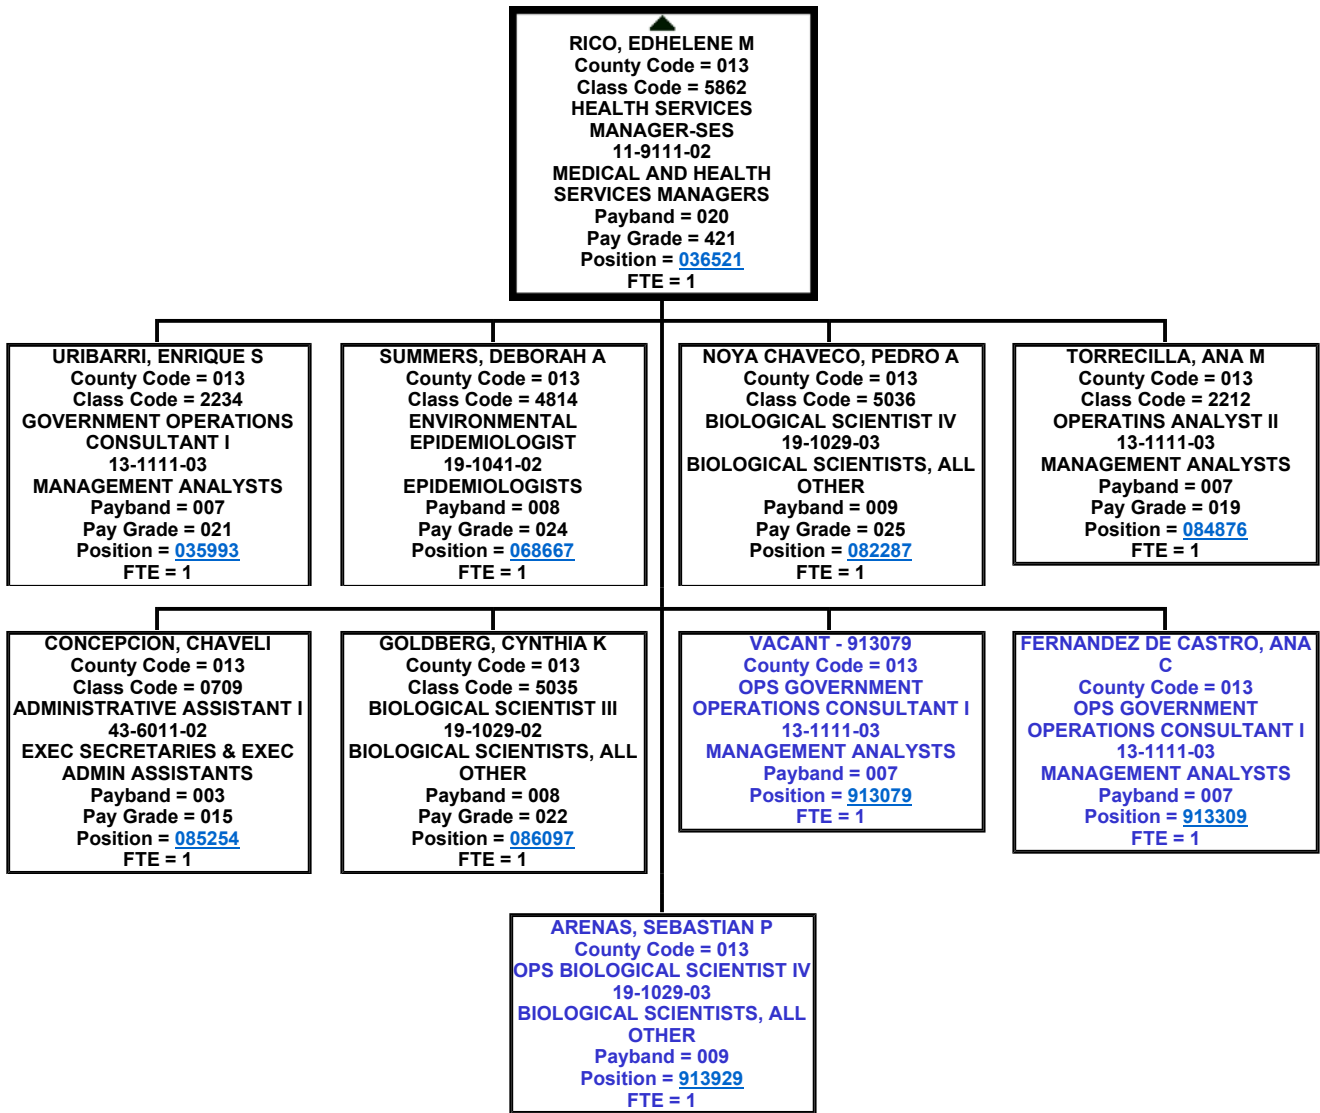 RICO, EDHELENE M
County Code = 013
Class Code = 5862
HEALTH SERVICES
MANAGER-SES
11-9111-02
MEDICAL AND HEALTH
SERVICES MANAGERS
Payband = 020
Pay Grade = 421
Position = 036521
FTE = 1
URIBARRI, ENRIQUE S
County Code = 013
Class Code = 2234
GOVERNMENT OPERATIONS
CONSULTANT I
13-1111-03
MANAGEMENT ANALYSTS
Payband = 007
Pay Grade = 021
Position = 035993
FTE = 1
SUMMERS, DEBORAH A
County Code = 013
Class Code = 4814
ENVIRONMENTAL
EPIDEMIOLOGIST
19-1041-02
EPIDEMIOLOGISTS
Payband = 008
Pay Grade = 024
Position = 068667
FTE = 1
NOYA CHAVECO, PEDRO A
County Code = 013
Class Code = 5036
BIOLOGICAL SCIENTIST IV
19-1029-03
BIOLOGICAL SCIENTISTS, ALL
OTHER
Payband = 009
Pay Grade = 025
Position = 082287
FTE = 1
TORRECILLA, ANA M
County Code = 013
Class Code = 2212
OPERATINS ANALYST II
13-1111-03
MANAGEMENT ANALYSTS
Payband = 007
Pay Grade = 019
Position = 084876
FTE = 1
CONCEPCION, CHAVELI
County Code = 013
Class Code = 0709
ADMINISTRATIVE ASSISTANT I
43-6011-02
EXEC SECRETARIES & EXEC
ADMIN ASSISTANTS
Payband = 003
Pay Grade = 015
Position = 085254
FTE = 1
GOLDBERG, CYNTHIA K
County Code = 013
Class Code = 5035
BIOLOGICAL SCIENTIST III
19-1029-02
BIOLOGICAL SCIENTISTS, ALL
OTHER
Payband = 008
Pay Grade = 022
Position = 086097
FTE = 1
VACANT - 913079
County Code = 013
OPS GOVERNMENT
OPERATIONS CONSULTANT I
13-1111-03
MANAGEMENT ANALYSTS
Payband = 007
Position = 913079
FTE = 1
FERNANDEZ DE CASTRO, ANA
C
County Code = 013
OPS GOVERNMENT
OPERATIONS CONSULTANT I
13-1111-03
MANAGEMENT ANALYSTS
Payband = 007
Position = 913309
FTE = 1
ARENAS, SEBASTIAN P
County Code = 013
OPS BIOLOGICAL SCIENTIST IV
19-1029-03
BIOLOGICAL SCIENTISTS, ALL
OTHER
Payband = 009
Position = 913929
FTE = 1